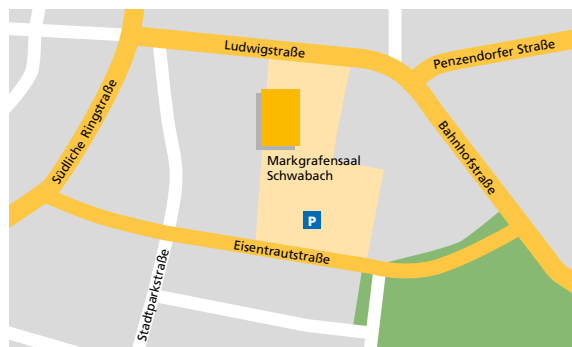 Ludwigstraße
Penzendorfer Straße
Südliche Ringstraße
Bahnhofstraße
Markgrafensaal
Schwabach
P
Eisentrautstraße
Stadtparkstraße